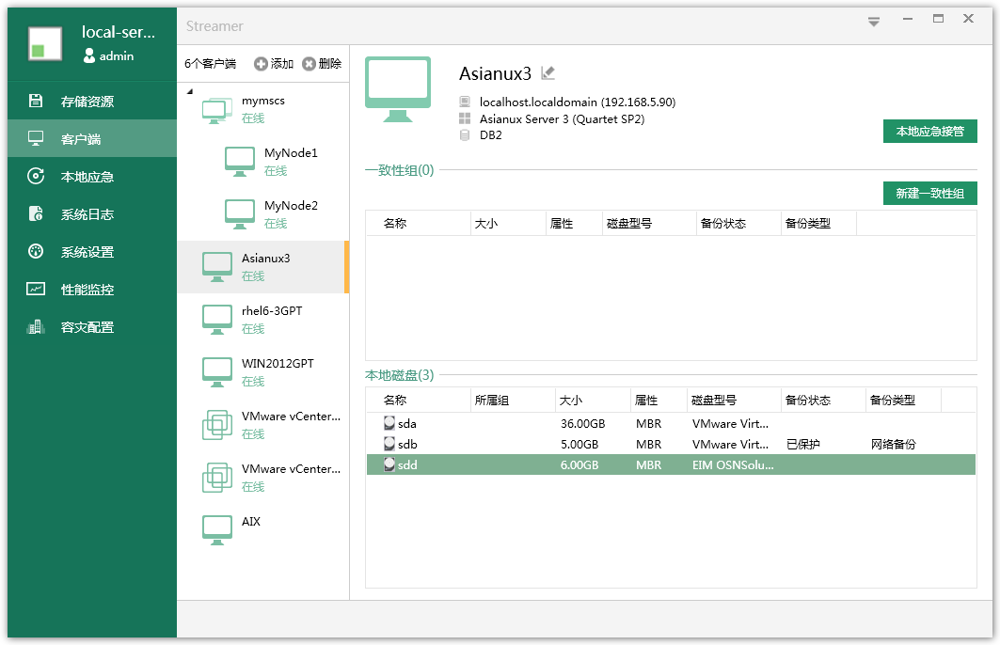 local-ser...
admin
存储资源
客户端
本地应急
系统日志
系统设置
性能监控
容灾配置
Streamer
6个客户端 添加 删除
mymscs
在线
MyNode1
在线
MyNode2
在线
Asianux3
在线
rhel6-3GPT
在线
WIN2012GPT
在线
VMware vCenter...
在线
VMware vCenter...
在线
AIX
Asianux3
localhost.localdomain (192.168.5.90)
Asianux Server 3 (Quartet SP2)
DB2
本地应急接管
一致性组(0)
新建一致性组
名称 大小 属性 磁盘型号 备份状态 备份类型
本地磁盘(3)
名称 所属组 大小 属性 磁盘型号 备份状态 备份类型
sda 36.00GB MBR VMware Virt...
sdb 5.00GB MBR VMware Virt... 已保护 网络备份
sdd 6.00GB MBR EIM OSNSolu...